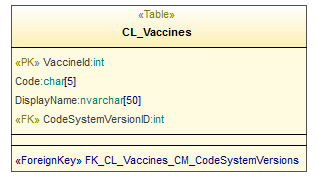 «Table»
CL_Vaccines
«PK» VaccineId:int
Code:char[5]
DisplayName:nvarchar[50]
«FK» CodeSystemVersionID:int
«ForeignKey» FK_CL_Vaccines_CM_CodeSystemVersions